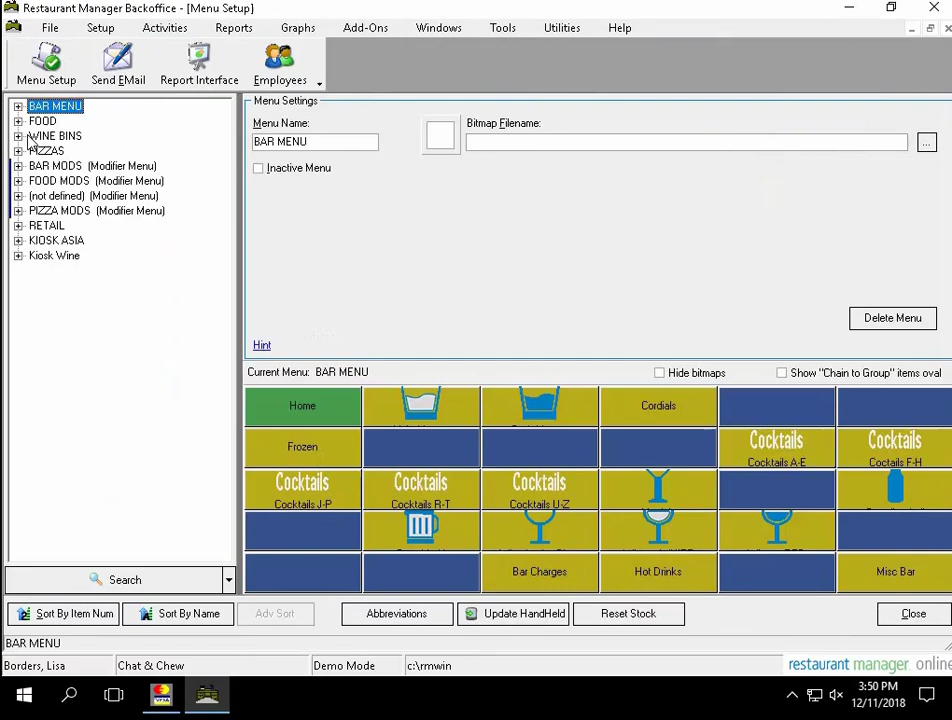 Restaurant Manager Backoffice - [Menu Setup]
File Setup Activities Reports Graphs Add-Ons Windows Tools Utilities Help
Menu Setup Send EMail Report Interface Employees
BAR MENU
FOOD
WINE BINS
PIZZAS
BAR MODS (Modifier Menu)
FOOD MODS (Modifier Menu)
(not defined) (Modifier Menu)
PIZZA MODS (Modifier Menu)
RETAIL
KIOSK ASIA
Kiosk Wine
Search
Menu Settings
Menu Name:
BAR MENU
Bitmap Filename:
...
Inactive Menu
Delete Menu
Hint
Current Menu: BAR MENU
Hide bitmaps
Show "Chain to Group" items oval
Home Cordials
Frozen Cocktails Cocktails
Cocktails A-E Coctails F-H
Cocktails Cocktails Cocktails
Cocktails J-P Cocktails R-T Cocktails U-Z
Bar Charges Hot Drinks Misc Bar
Sort By Item Num Sort By Name Adv Sort Abbreviations Update HandHeld Reset Stock Close
BAR MENU
Borders, Lisa Chat & Chew Demo Mode c:\rmwin
restaurant manager.online
3:50 PM
12/11/2018